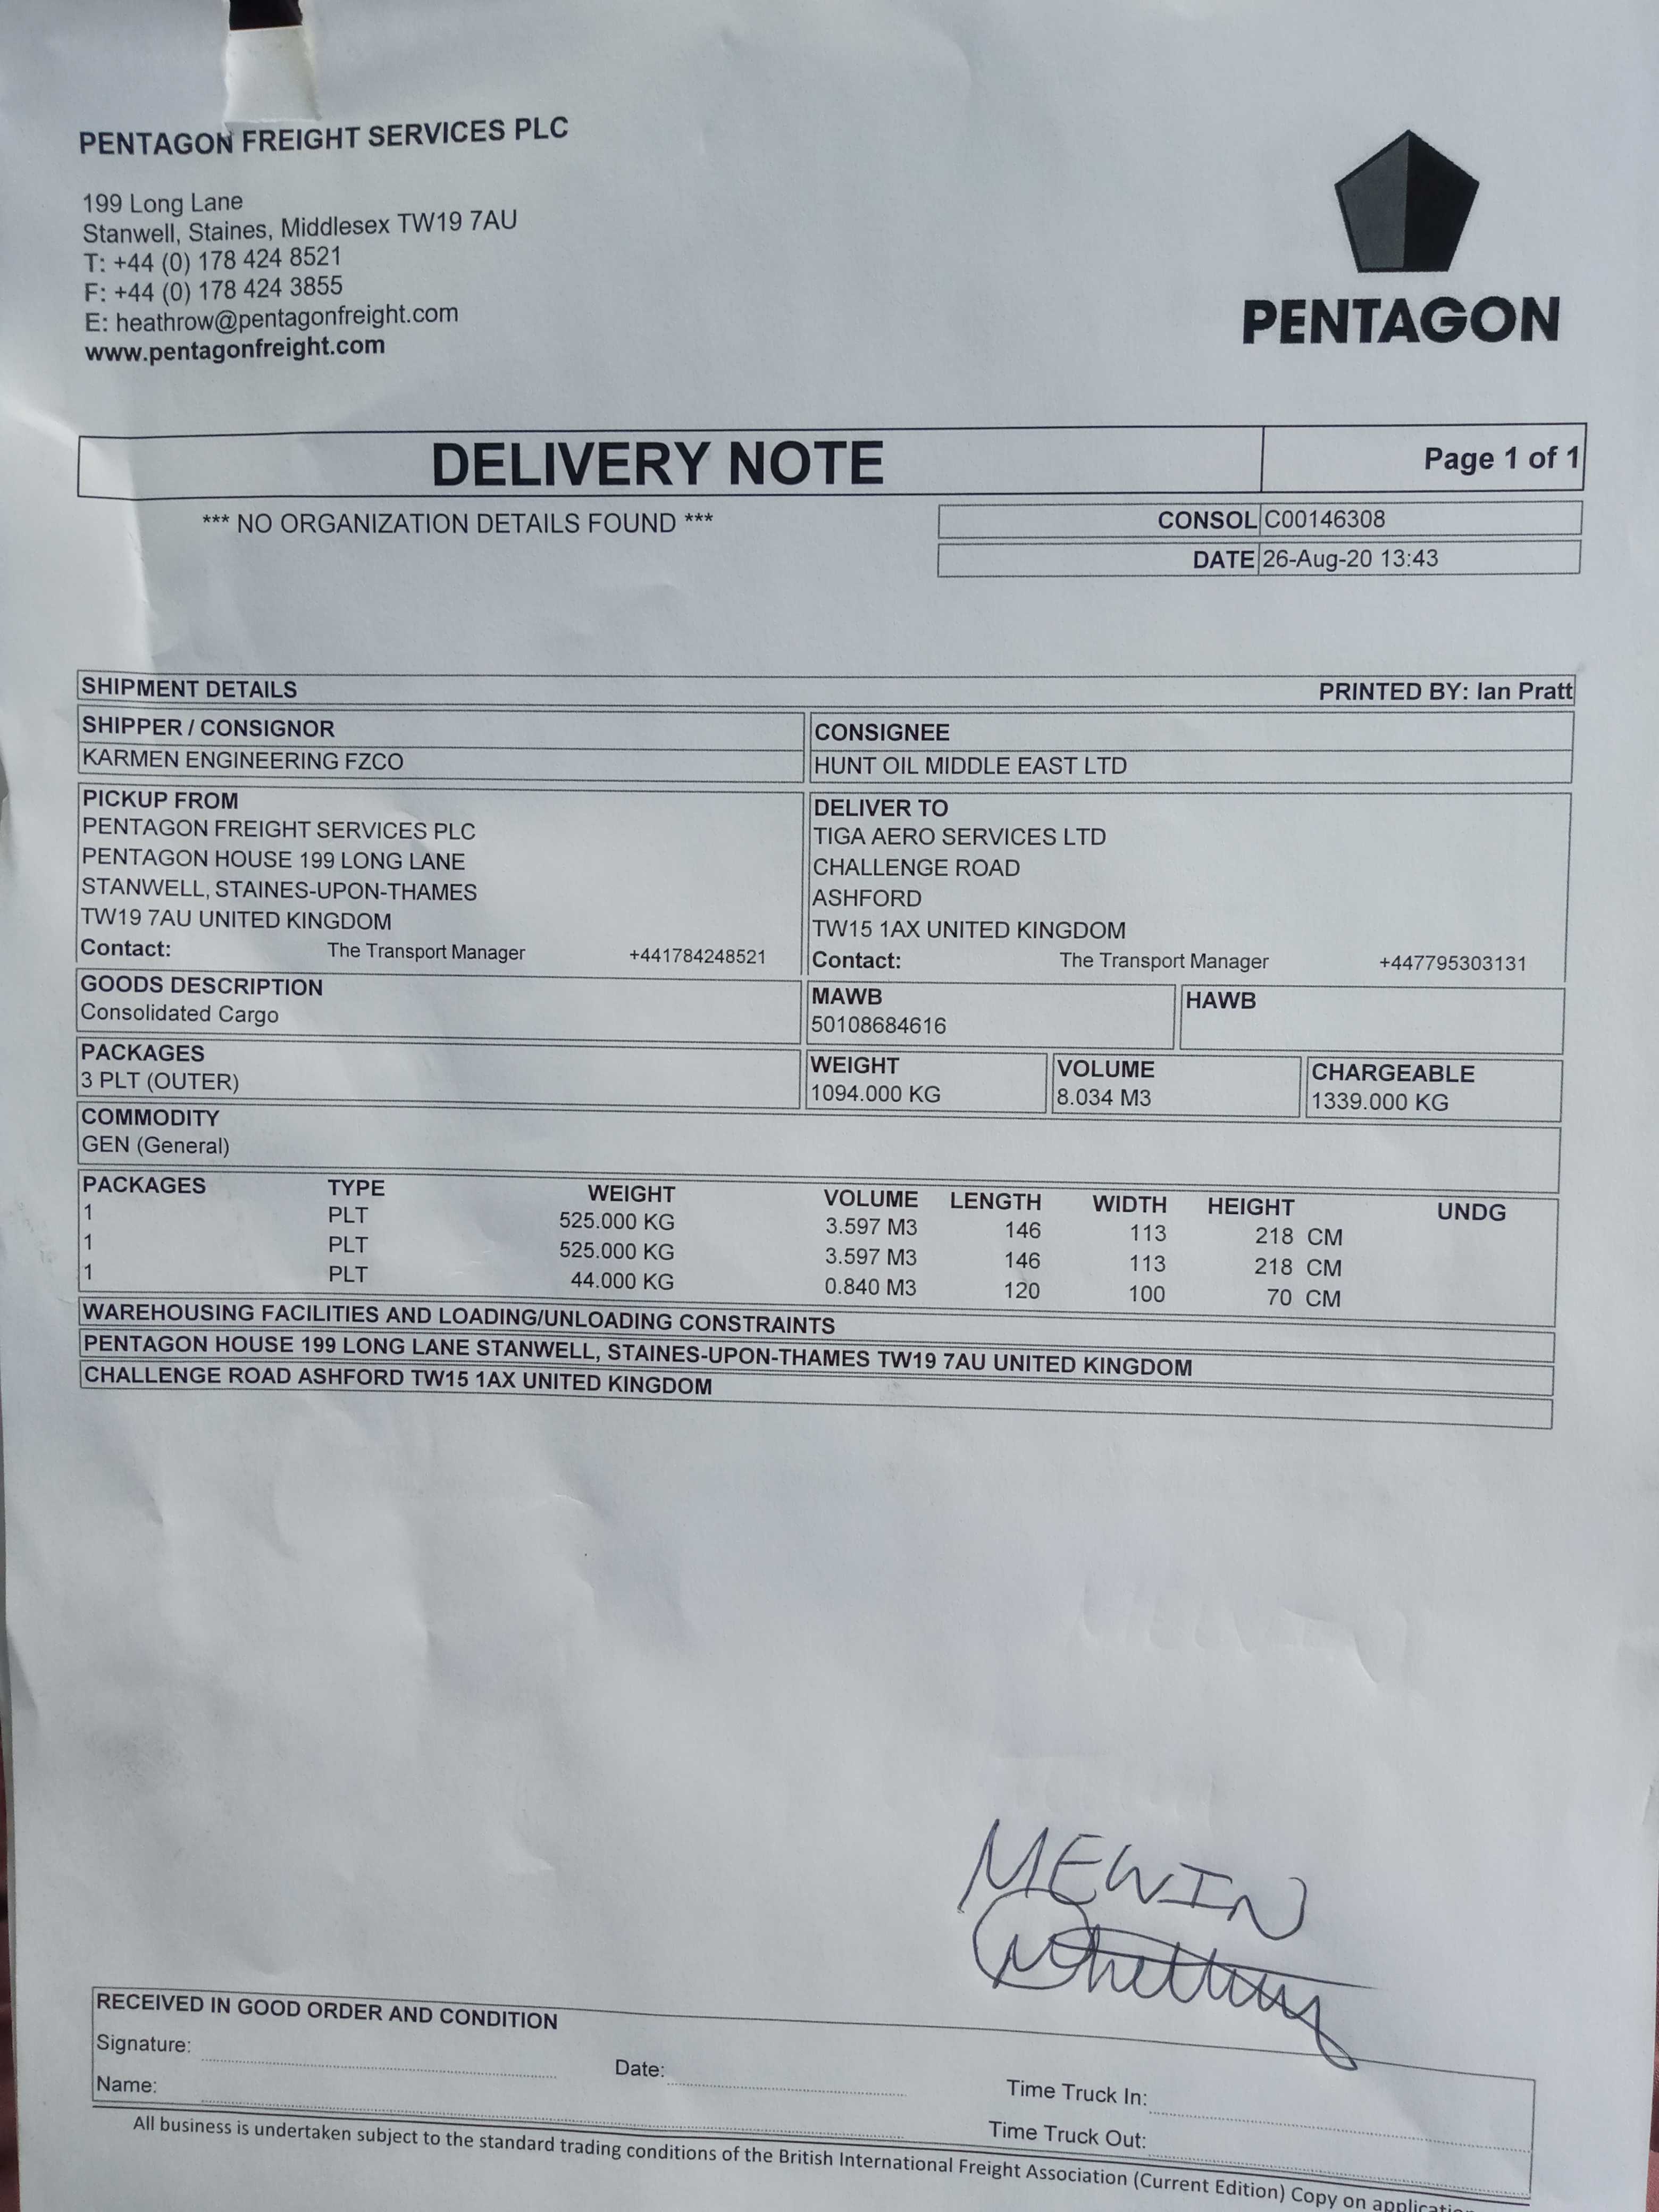 PENTAGON FREIGHT SERVICES PLC
199 Long Lane
Stanwell, Staines, Middlesex TW19 7AU
T: +44 (0) 178 424 8521
F: +44 (0) 178 424 3855
E: heathrow@pentagonfreight.com
www.pentagonfreight.com
PENTAGON
DELIVERY NOTE Page 1 of 1
*** NO ORGANIZATION DETAILS FOUND ***
CONSOL C00146308
DATE 26-Aug-20 13:43
SHIPMENT DETAILS PRINTED BY: Ian Pratt
SHIPPER / CONSIGNOR
KARMEN ENGINEERING FZCO
CONSIGNEE
HUNT OIL MIDDLE EAST LTD
PICKUP FROM
PENTAGON FREIGHT SERVICES PLC
PENTAGON HOUSE 199 LONG LANE
STANWELL, STAINES-UPON-THAMES
TW19 7AU UNITED KINGDOM
Contact: The Transport Manager +441784248521
DELIVER TO
TIGA AERO SERVICES LTD
CHALLENGE ROAD
ASHFORD
TW15 1AX UNITED KINGDOM
Contact: The Transport Manager +447795303131
GOODS DESCRIPTION
Consolidated Cargo
MAWB
50108684616
HAWB
PACKAGES
3 PLT (OUTER)
WEIGHT
1094.000 KG
VOLUME
8.034 M3
CHARGEABLE
1339.000 KG
COMMODITY
GEN (General)
PACKAGES TYPE WEIGHT VOLUME LENGTH WIDTH HEIGHT UNDG
1 PLT 525.000 KG 3.597 M3 146 113 218 CM
1 PLT 525.000 KG 3.597 M3 146 113 218 CM
1 PLT 44.000 KG 0.840 M3 120 100 70 CM
WAREHOUSING FACILITIES AND LOADING/UNLOADING CONSTRAINTS
PENTAGON HOUSE 199 LONG LANE STANWELL, STAINES-UPON-THAMES TW19 7AU UNITED KINGDOM
CHALLENGE ROAD ASHFORD TW15 1AX UNITED KINGDOM
MEWIN
RECEIVED IN GOOD ORDER AND CONDITION
Signature: Date: Time Truck In:
Name: Time Truck Out:
All business is undertaken subject to the standard trading conditions of the British International Freight Association (Current Edition) Copy on